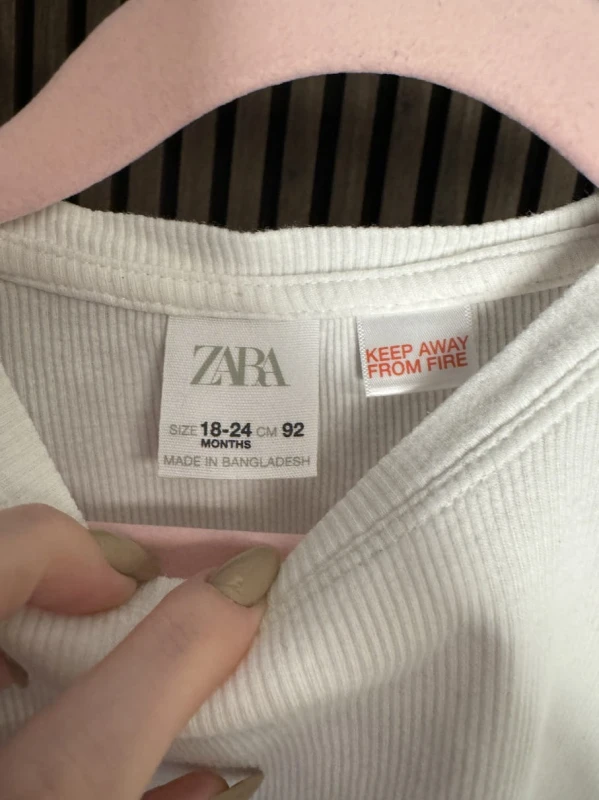 ZARA
SIZE 18-24 CM 92
MONTHS
MADE IN BANGLADESH
KEEP AWAY
FROM FIRE